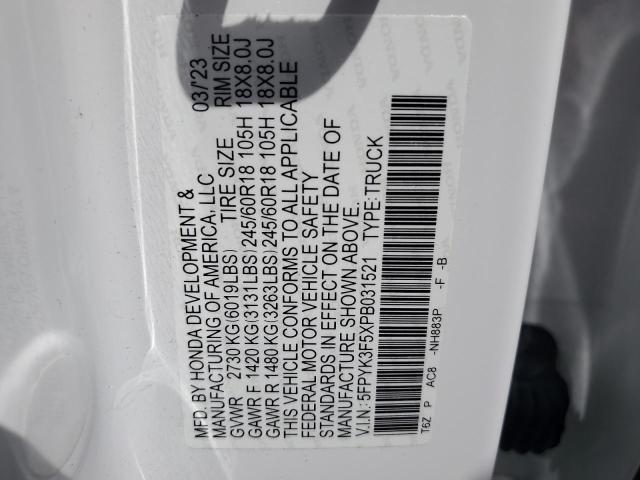 MFD. BY HONDA DEVELOPMENT &
MANUFACTURING OF AMERICA, LLC 03/'23
GVWR 2730 KG(6019LBS) TIRE SIZE RIM SIZE
GAWR F 1420 KG(3131LBS)245/60R18 105H 18X8.0J
GAWR R 1480 KG(3263LBS)245/60R18 105H 18X8.0J
THIS VEHICLE CONFORMS TO ALL APPLICABLE
FEDERAL MOTOR VEHICLE SAFETY
STANDARDS IN EFFECT ON THE DATE OF
MANUFACTURE SHOWN ABOVE.
V.I.N: 5FPYK3F5XPB031521 TYPE:TRUCK
T6Z P AC8 -NH883P -F -B